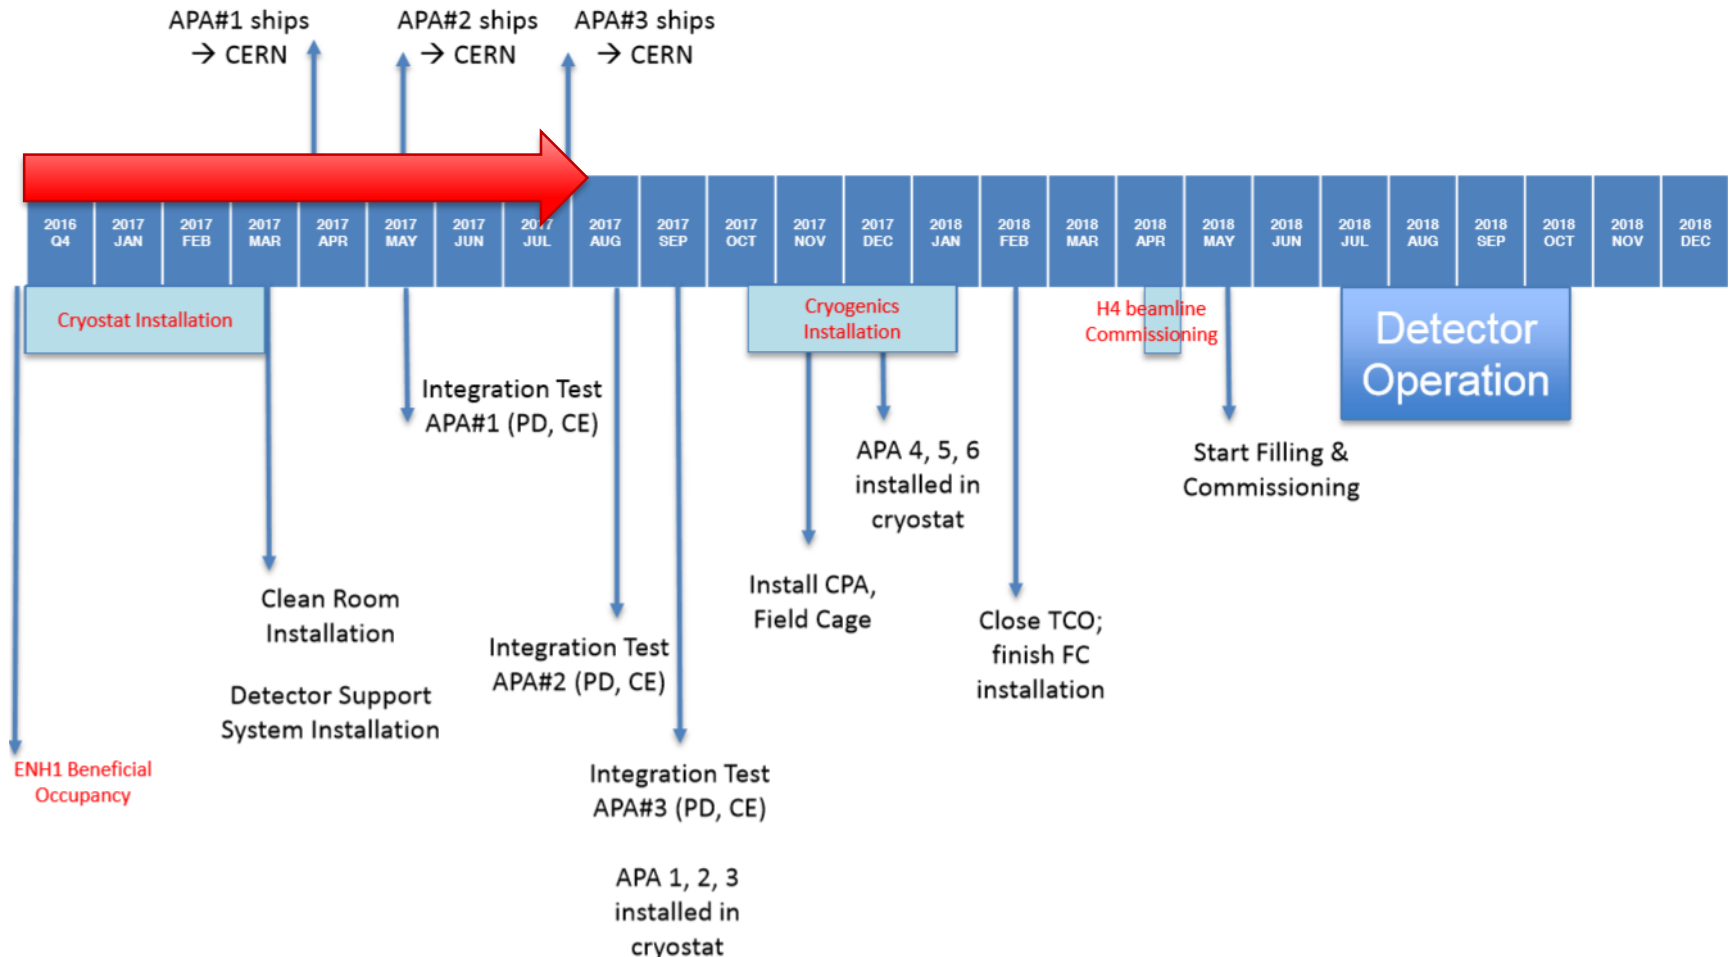 APA#1 ships
→ CERN
APA#2 ships
→ CERN
APA#3 ships
→ CERN
2016
Q4
2017
JAN
2017
FEB
2017
MAR
2017
APR
2017
MAY
2017
JUN
2017
JUL
2017
AUG
2017
SEP
2017
OCT
2017
NOV
2017
DEC
2018
JAN
2018
FEB
2018
MAR
2018
APR
2018
MAY
2018
JUN
2018
JUL
2018
AUG
2018
SEP
2018
OCT
2018
NOV
2018
DEC
Cryostat Installation
Cryogenics
Installation
H4 beamline
Commissioning
Detector
Operation
Integration Test
APA#1 (PD, CE)
APA 4, 5, 6
installed in
cryostat
Start Filling &
Commissioning
Clean Room
Installation
Detector Support
System Installation
Integration Test
APA#2 (PD, CE)
Install CPA,
Field Cage
Close TCO;
finish FC
installation
ENH1 Beneficial
Occupancy
Integration Test
APA#3 (PD, CE)
APA 1, 2, 3
installed in
cryostat